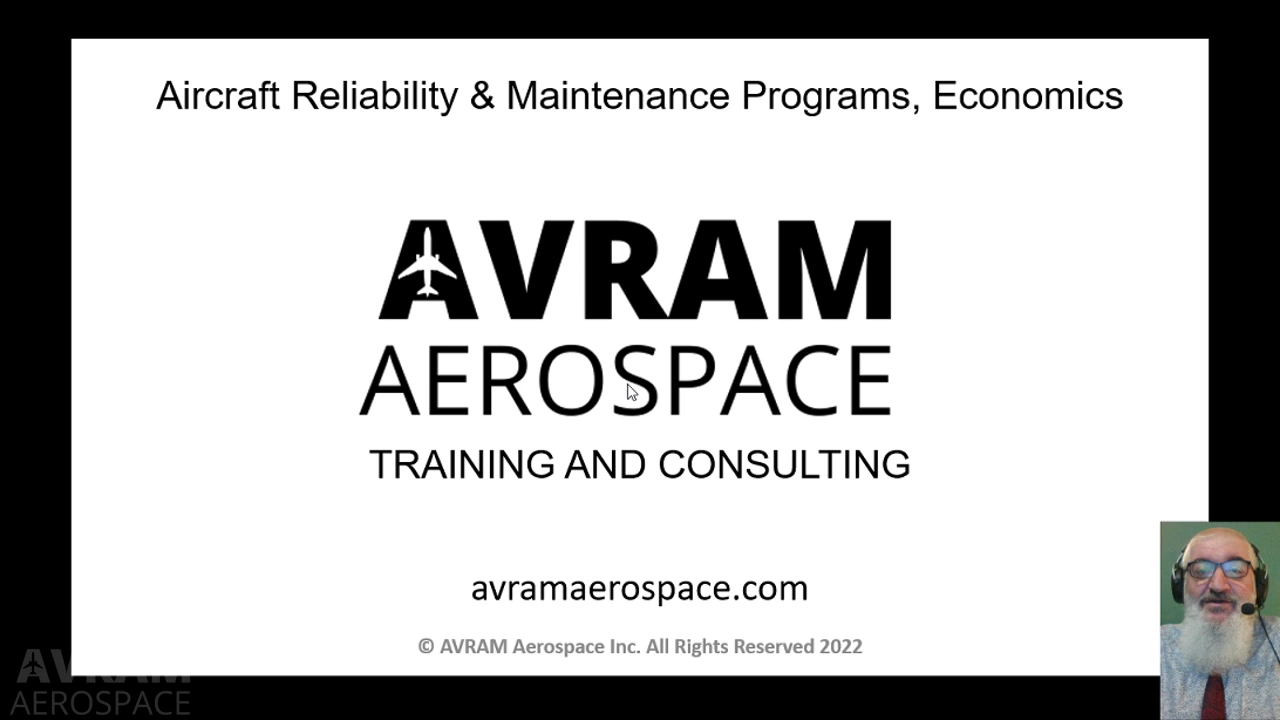 Aircraft Reliability & Maintenance Programs, Economics
AVRAM
AEROSPACE
TRAINING AND CONSULTING
avramaerospace.com
© AVRAM Aerospace Inc. All Rights Reserved 2022
AVRAM
AEROSPACE